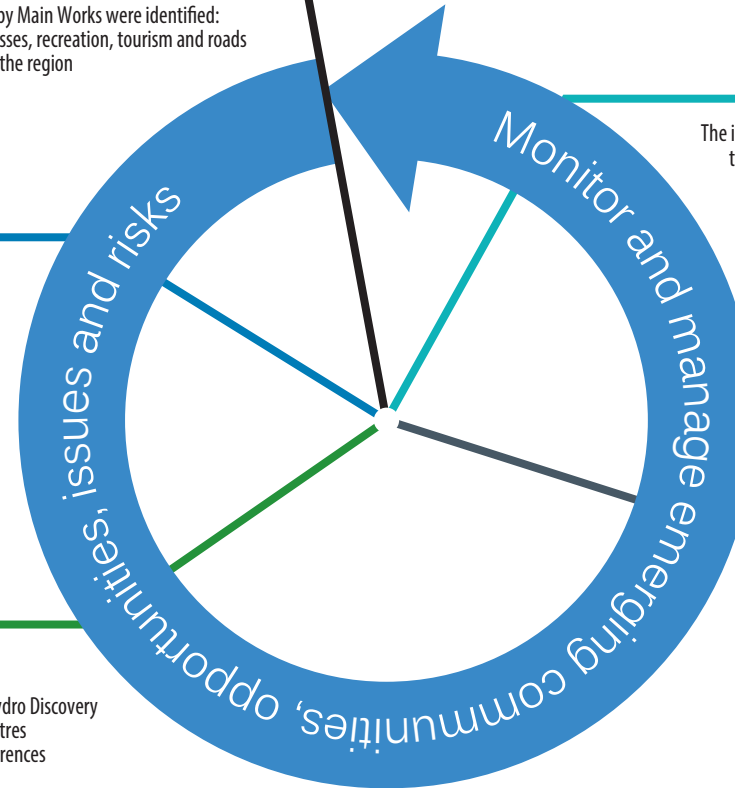 by Main Works were identified:
sses, recreation, tourism and roads
the region
The i
t
Monitor and manage emerging communities, opportunities, issues and risks
ydro Discovery
tres
rences